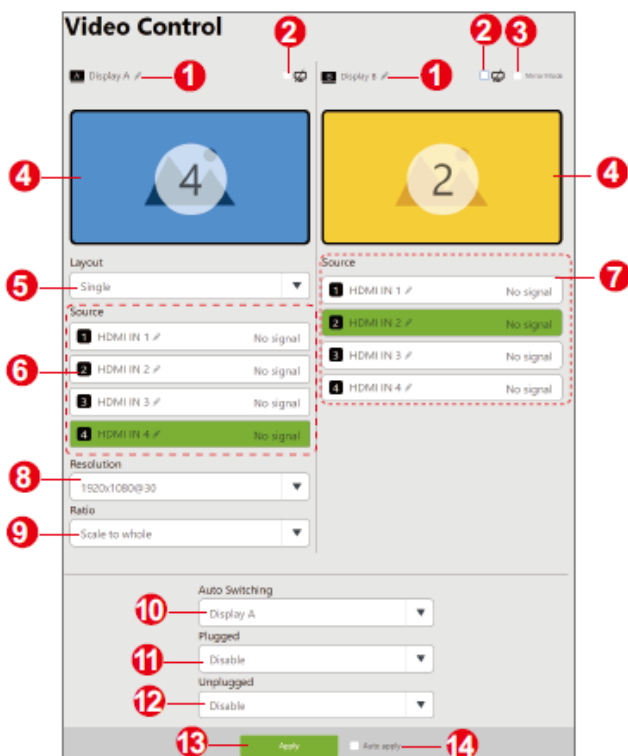 Video Control
2 2 3
A Display A 1 B Display B 1 Mirror Mode
4 4 2 4
Layout Source
5 Single 7
1 HDMI IN 1 No signal
Source
2 HDMI IN 2 No signal
1 HDMI IN 1 No signal
3 HDMI IN 3 No signal
6 2 HDMI IN 2 No signal
4 HDMI IN 4 No signal
3 HDMI IN 3 No signal
4 HDMI IN 4 No signal
Resolution
8 1920x1080@30
Ratio
9 Scale to whole
Auto Switching
10 Display A
Plugged
11 Disable
Unplugged
12 Disable
13 Apply Auto apply 14